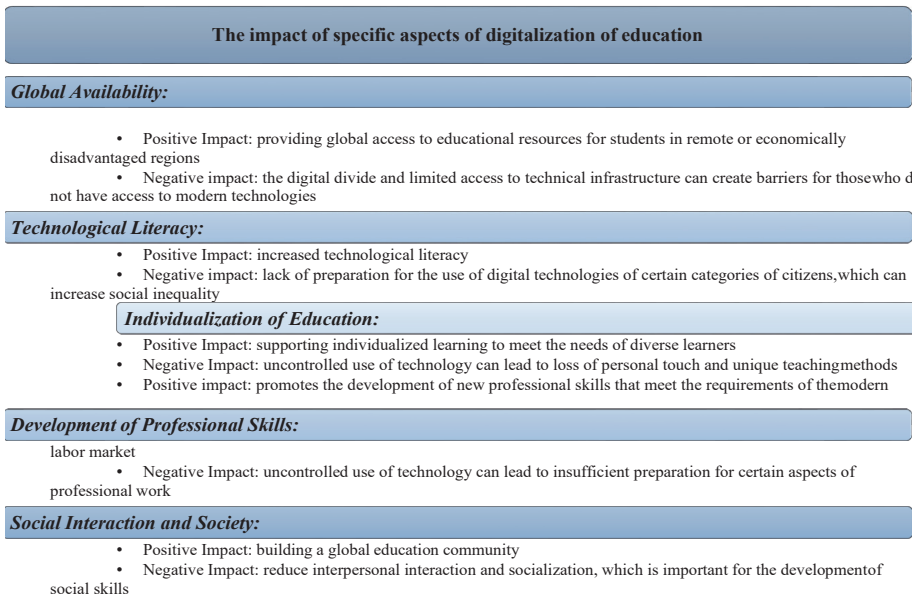 The impact of specific aspects of digitalization of education
Global Availability:
• Positive Impact: providing global access to educational resources for students in remote or economically
disadvantaged regions
• Negative impact: the digital divide and limited access to technical infrastructure can create barriers for thosewho d
not have access to modern technologies
Technological Literacy:
• Positive Impact: increased technological literacy
• Negative impact: lack of preparation for the use of digital technologies of certain categories of citizens,which can
increase social inequality
Individualization of Education:
• Positive Impact: supporting individualized learning to meet the needs of diverse learners
• Negative Impact: uncontrolled use of technology can lead to loss of personal touch and unique teachingmethods
• Positive impact: promotes the development of new professional skills that meet the requirements of themodern
Development of Professional Skills:
labor market
• Negative Impact: uncontrolled use of technology can lead to insufficient preparation for certain aspects of
professional work
Social Interaction and Society:
• Positive Impact: building a global education community
• Negative Impact: reduce interpersonal interaction and socialization, which is important for the developmentof
social skills